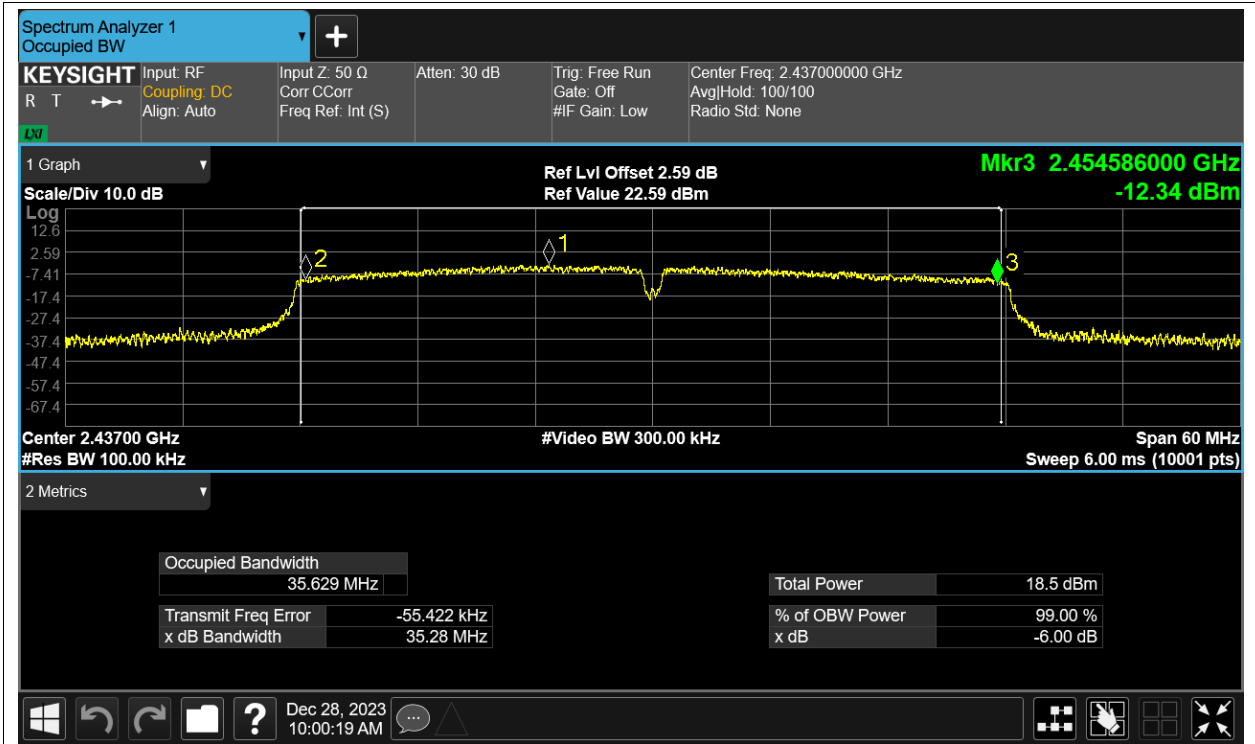 Spectrum Analyzer 1
Occupied BW
KEYSIGHT
R T
LXI
Input: RF
Coupling: DC
Align: Auto
Input Z: 50 Ω
Corr CCorr
Freq Ref: Int (S)
Atten: 30 dB
Trig: Free Run
Gate: Off
#IF Gain: Low
Center Freq: 2.437000000 GHz
Avg|Hold: 100/100
Radio Std: None
1 Graph
Scale/Div 10.0 dB
Ref Lvl Offset 2.59 dB
Ref Value 22.59 dBm
Mkr3 2.454586000 GHz
-12.34 dBm
Log
12.6
2.59
-7.41
-17.4
-27.4
-37.4
-47.4
-57.4
-67.4
2
1
3
Center 2.43700 GHz
#Res BW 100.00 kHz
#Video BW 300.00 kHz
Span 60 MHz
Sweep 6.00 ms (10001 pts)
2 Metrics
Occupied Bandwidth
35.629 MHz
Transmit Freq Error -55.422 kHz
x dB Bandwidth 35.28 MHz
Total Power 18.5 dBm
% of OBW Power 99.00 %
x dB -6.00 dB
?
Dec 28, 2023
10:00:19 AM